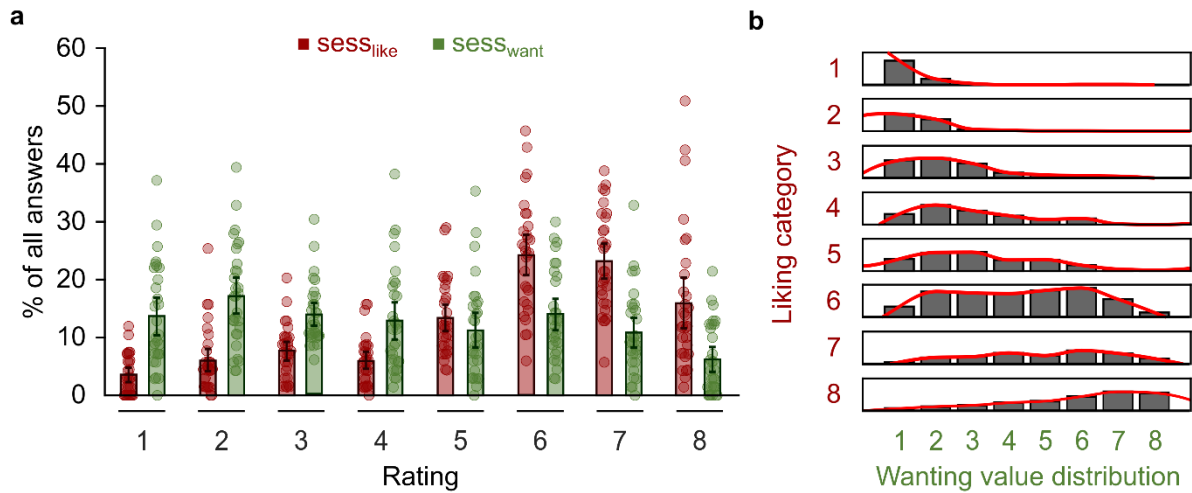 a
■ sesslike ■ sesswant
% of all answers
60
50
40
30
20
10
0
1 2 3 4 5 6 7 8
Rating
b
Liking category
1
2
3
4
5
6
7
8
1 2 3 4 5 6 7 8
Wanting value distribution